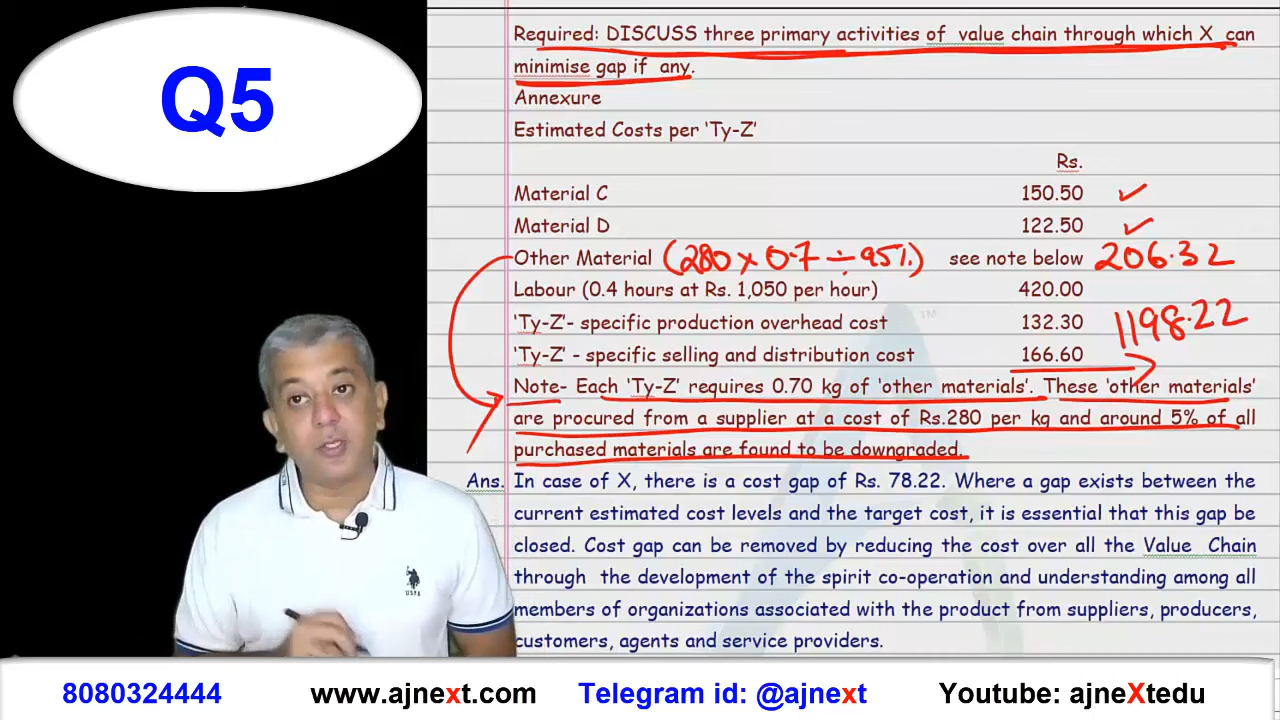 Q5
Required: DISCUSS three primary activities of value chain through which X can
minimise gap if any.
Annexure
Estimated Costs per 'Ty-Z'
Rs.
Material C 150.50 ✓
Material D 122.50 ✓
Other Material (280 x 0.7 ÷ 95%) see note below 206.32
Labour (0.4 hours at Rs. 1,050 per hour) 420.00
'Ty-Z'- specific production overhead cost 132.30 1198.22
'Ty-Z' - specific selling and distribution cost 166.60
Note- Each 'Ty-Z' requires 0.70 kg of 'other materials'. These 'other materials'
are procured from a supplier at a cost of Rs.280 per kg and around 5% of all
purchased materials are found to be downgraded.
Ans. In case of X, there is a cost gap of Rs. 78.22. Where a gap exists between the
current estimated cost levels and the target cost, it is essential that this gap be
closed. Cost gap can be removed by reducing the cost over all the Value Chain
through the development of the spirit co-operation and understanding among all
members of organizations associated with the product from suppliers, producers,
customers, agents and service providers.
USPA
TM
8080324444 www.ajnext.com Telegram id: @ajnext Youtube: ajneXtedu